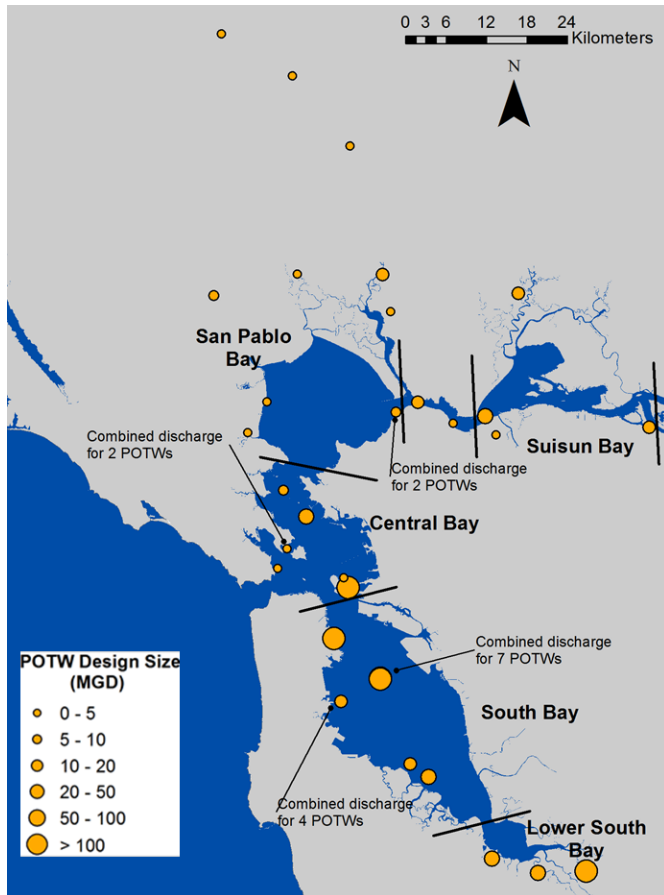 0 3 6 12 18 24
Kilometers
N
San Pablo
Bay
Combined discharge
for 2 POTWs
Combined discharge
for 2 POTWs
Suisun Bay
Central Bay
Combined discharge
for 7 POTWs
South Bay
Combined discharge
for 4 POTWs
Lower South
Bay
POTW Design Size
(MGD)
0 - 5
5 - 10
10 - 20
20 - 50
50 - 100
> 100